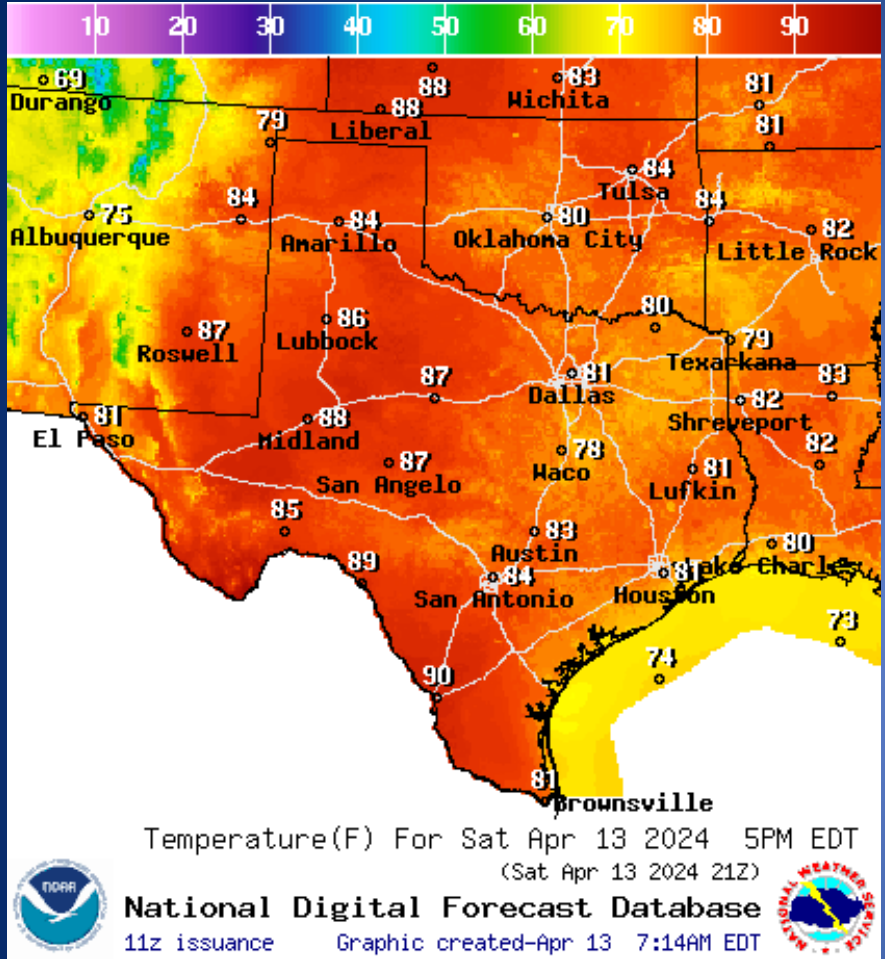 10 20 30 40 50 60 70 80 90
69 88 83 81
Durango Wichita
88
Liberal
79 81
84 84 84 84
Tulsa
75 80 82
Albuquerque Amarillo Oklahoma City Little Rock
87 86 80 79
Roswell Lubbock Texarkana
87 81 83
Dallas
81 88 82
El Paso Midland Shreveport
87 78 81 82
San Angelo Waco Lufkin
85 83 80
Austin
89 84 81 Lake Charles
San Antonio Houston
90 74 73
81
Brownsville
Temperature(F) For Sat Apr 13 2024 5PM EDT
(Sat Apr 13 2024 21Z)
NOAA
National Digital Forecast Database
11z issuance Graphic created-Apr 13 7:14AM EDT
NATIONAL WEATHER SERVICE